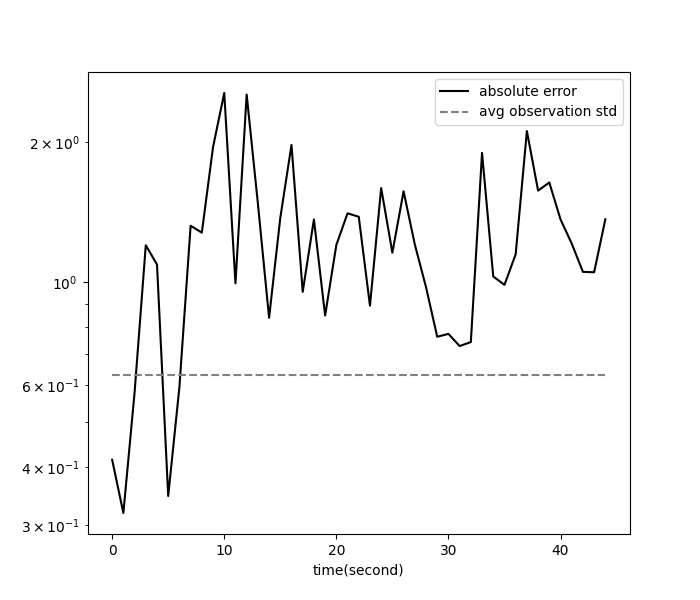 absolute error
avg observation std
2 × 10⁰
10⁰
6 × 10⁻¹
4 × 10⁻¹
3 × 10⁻¹
0 10 20 30 40
time(second)